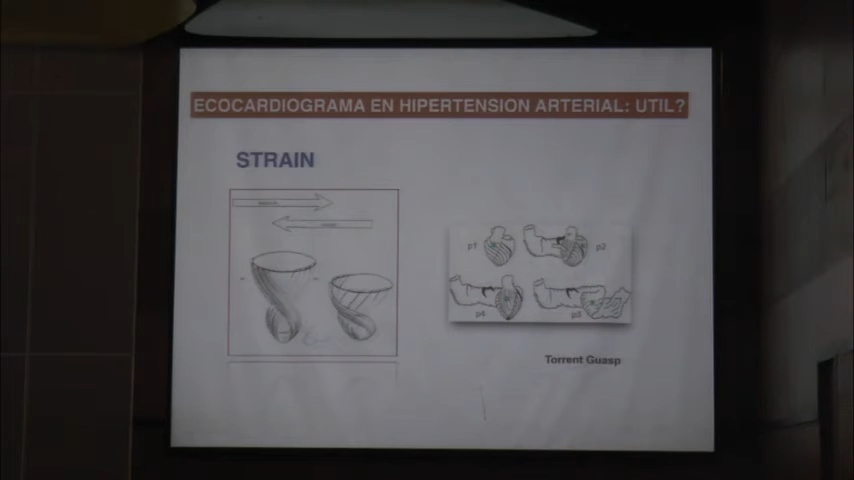 ECOCARDIOGRAMA EN HIPERTENSION ARTERIAL: UTIL?
STRAIN
p1
p2
p4
p3
Torrent Guasp